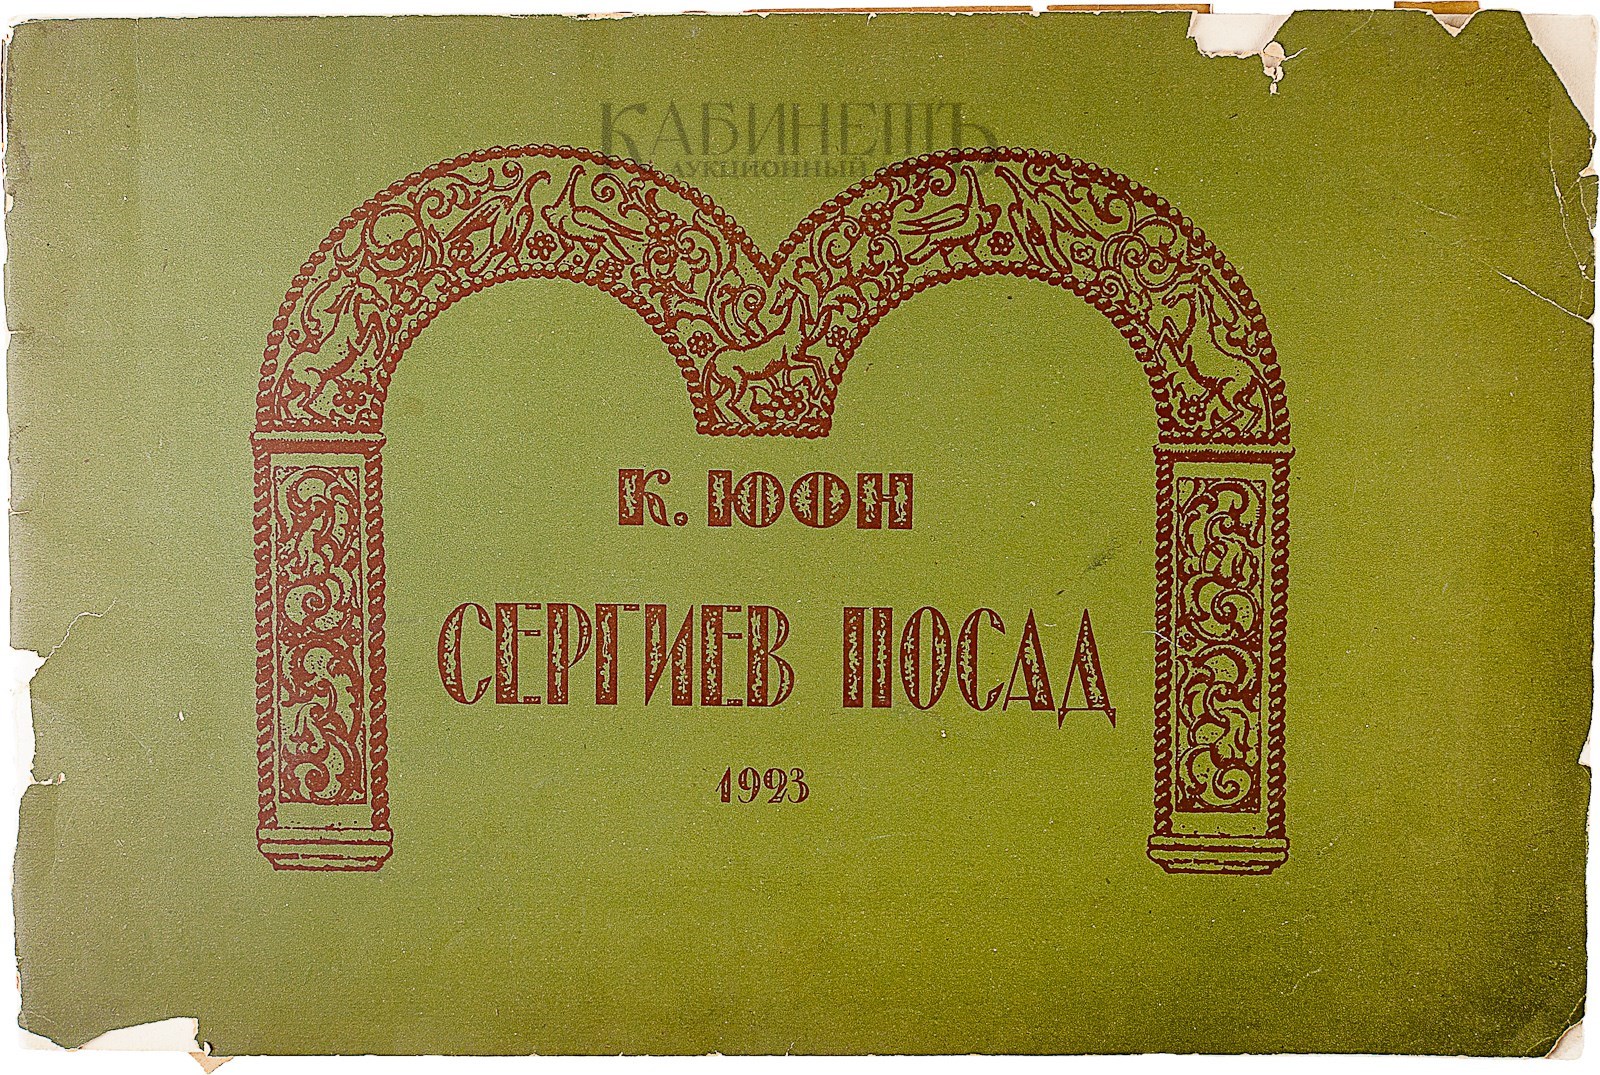 КАБИНЕТЪ
АУКЦИОННЫЙ
К. ЮОН
СЕРГИЕВ ПОСАД
1923